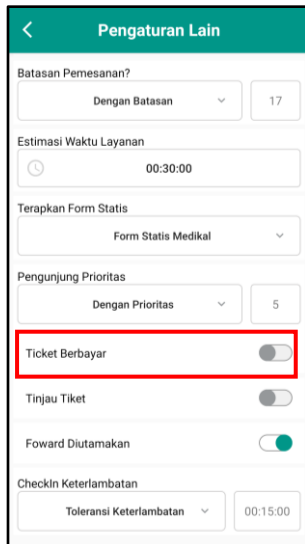 Pengaturan Lain
Batasan Pemesanan?
Dengan Batasan 17
Estimasi Waktu Layanan
00:30:00
Terapkan Form Statis
Form Statis Medikal
Pengunjung Prioritas
Dengan Prioritas 5
Ticket Berbayar
Tinjau Tiket
Foward Diutamakan
CheckIn Keterlambatan
Toleransi Keterlambatan 00:15:00